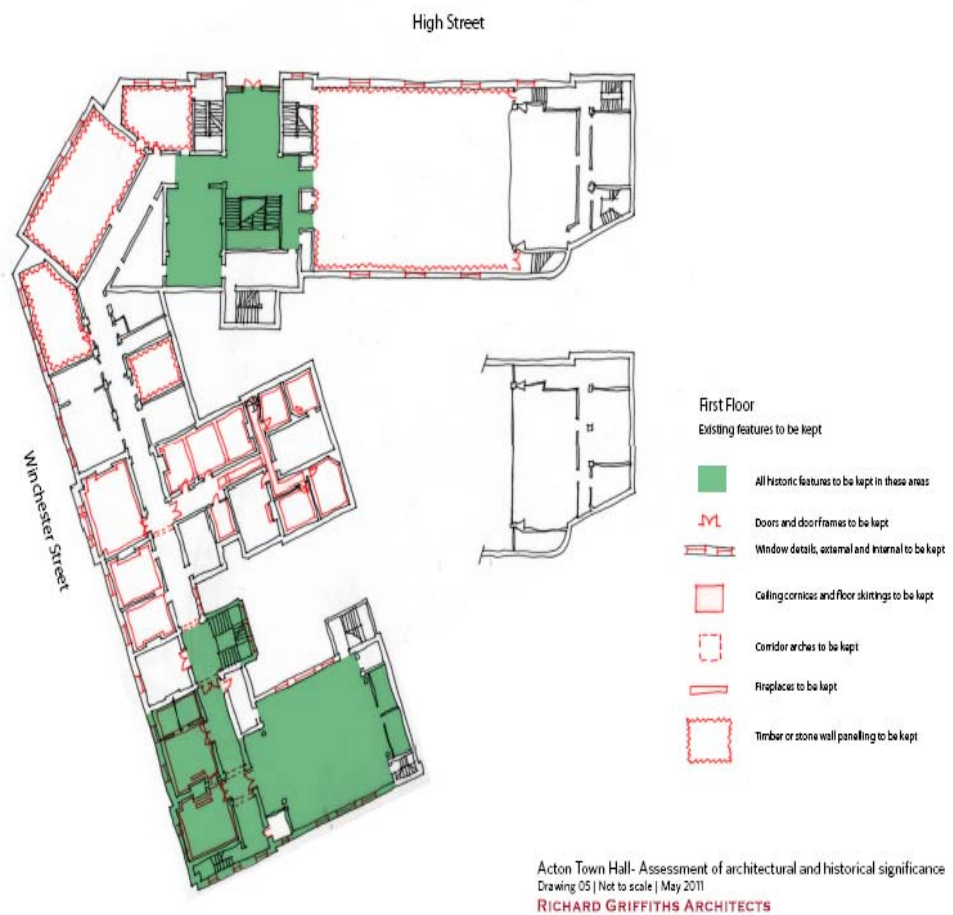 High Street
Winchester Street
First Floor
Existing features to be kept
All historic features to be kept in these areas
Doors and doorframes to be kept
Window details, external and internal to be kept
Ceiling cornices and floor skirtings to be kept
Corridor arches to be kept
Fireplaces to be kept
Timber or stone wall panelling to be kept
Acton Town Hall- Assessment of architectural and historical significance
Drawing 05 | Not to scale | May 2011
RICHARD GRIFFITHS ARCHITECTS